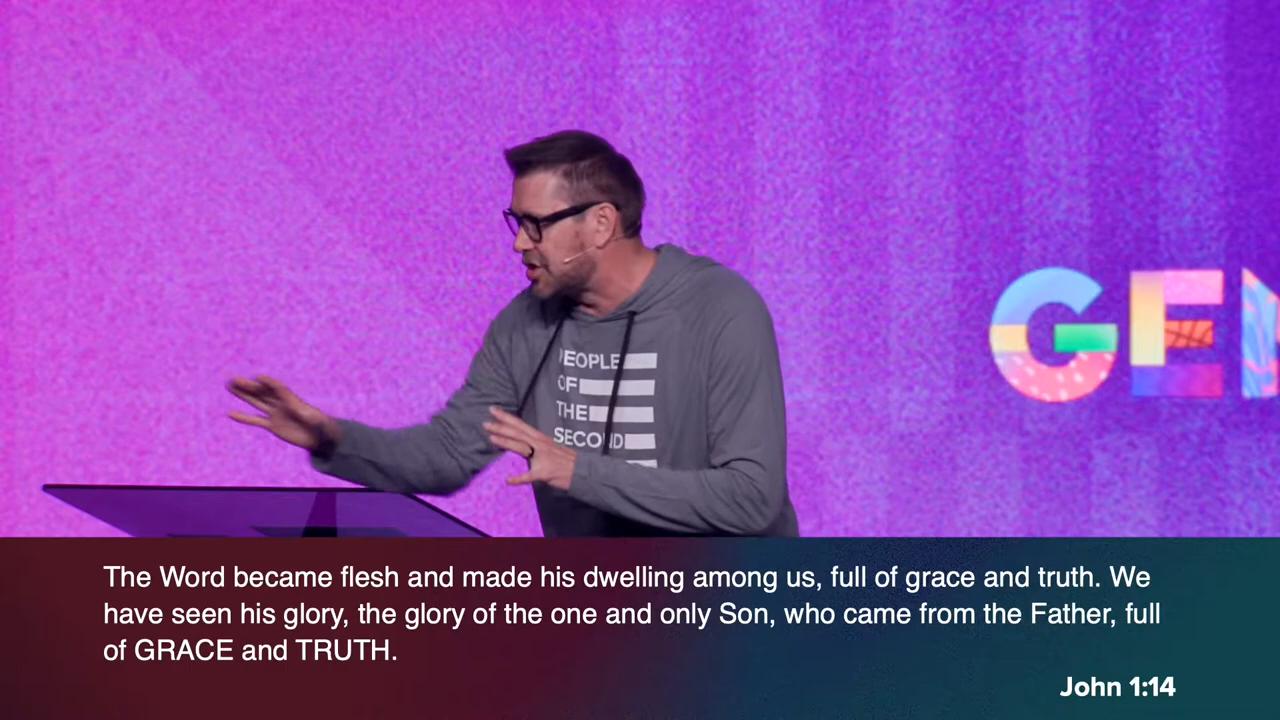 GEN
PEOPLE
OF
THE
SECOND
The Word became flesh and made his dwelling among us, full of grace and truth. We
have seen his glory, the glory of the one and only Son, who came from the Father, full
of GRACE and TRUTH.
John 1:14